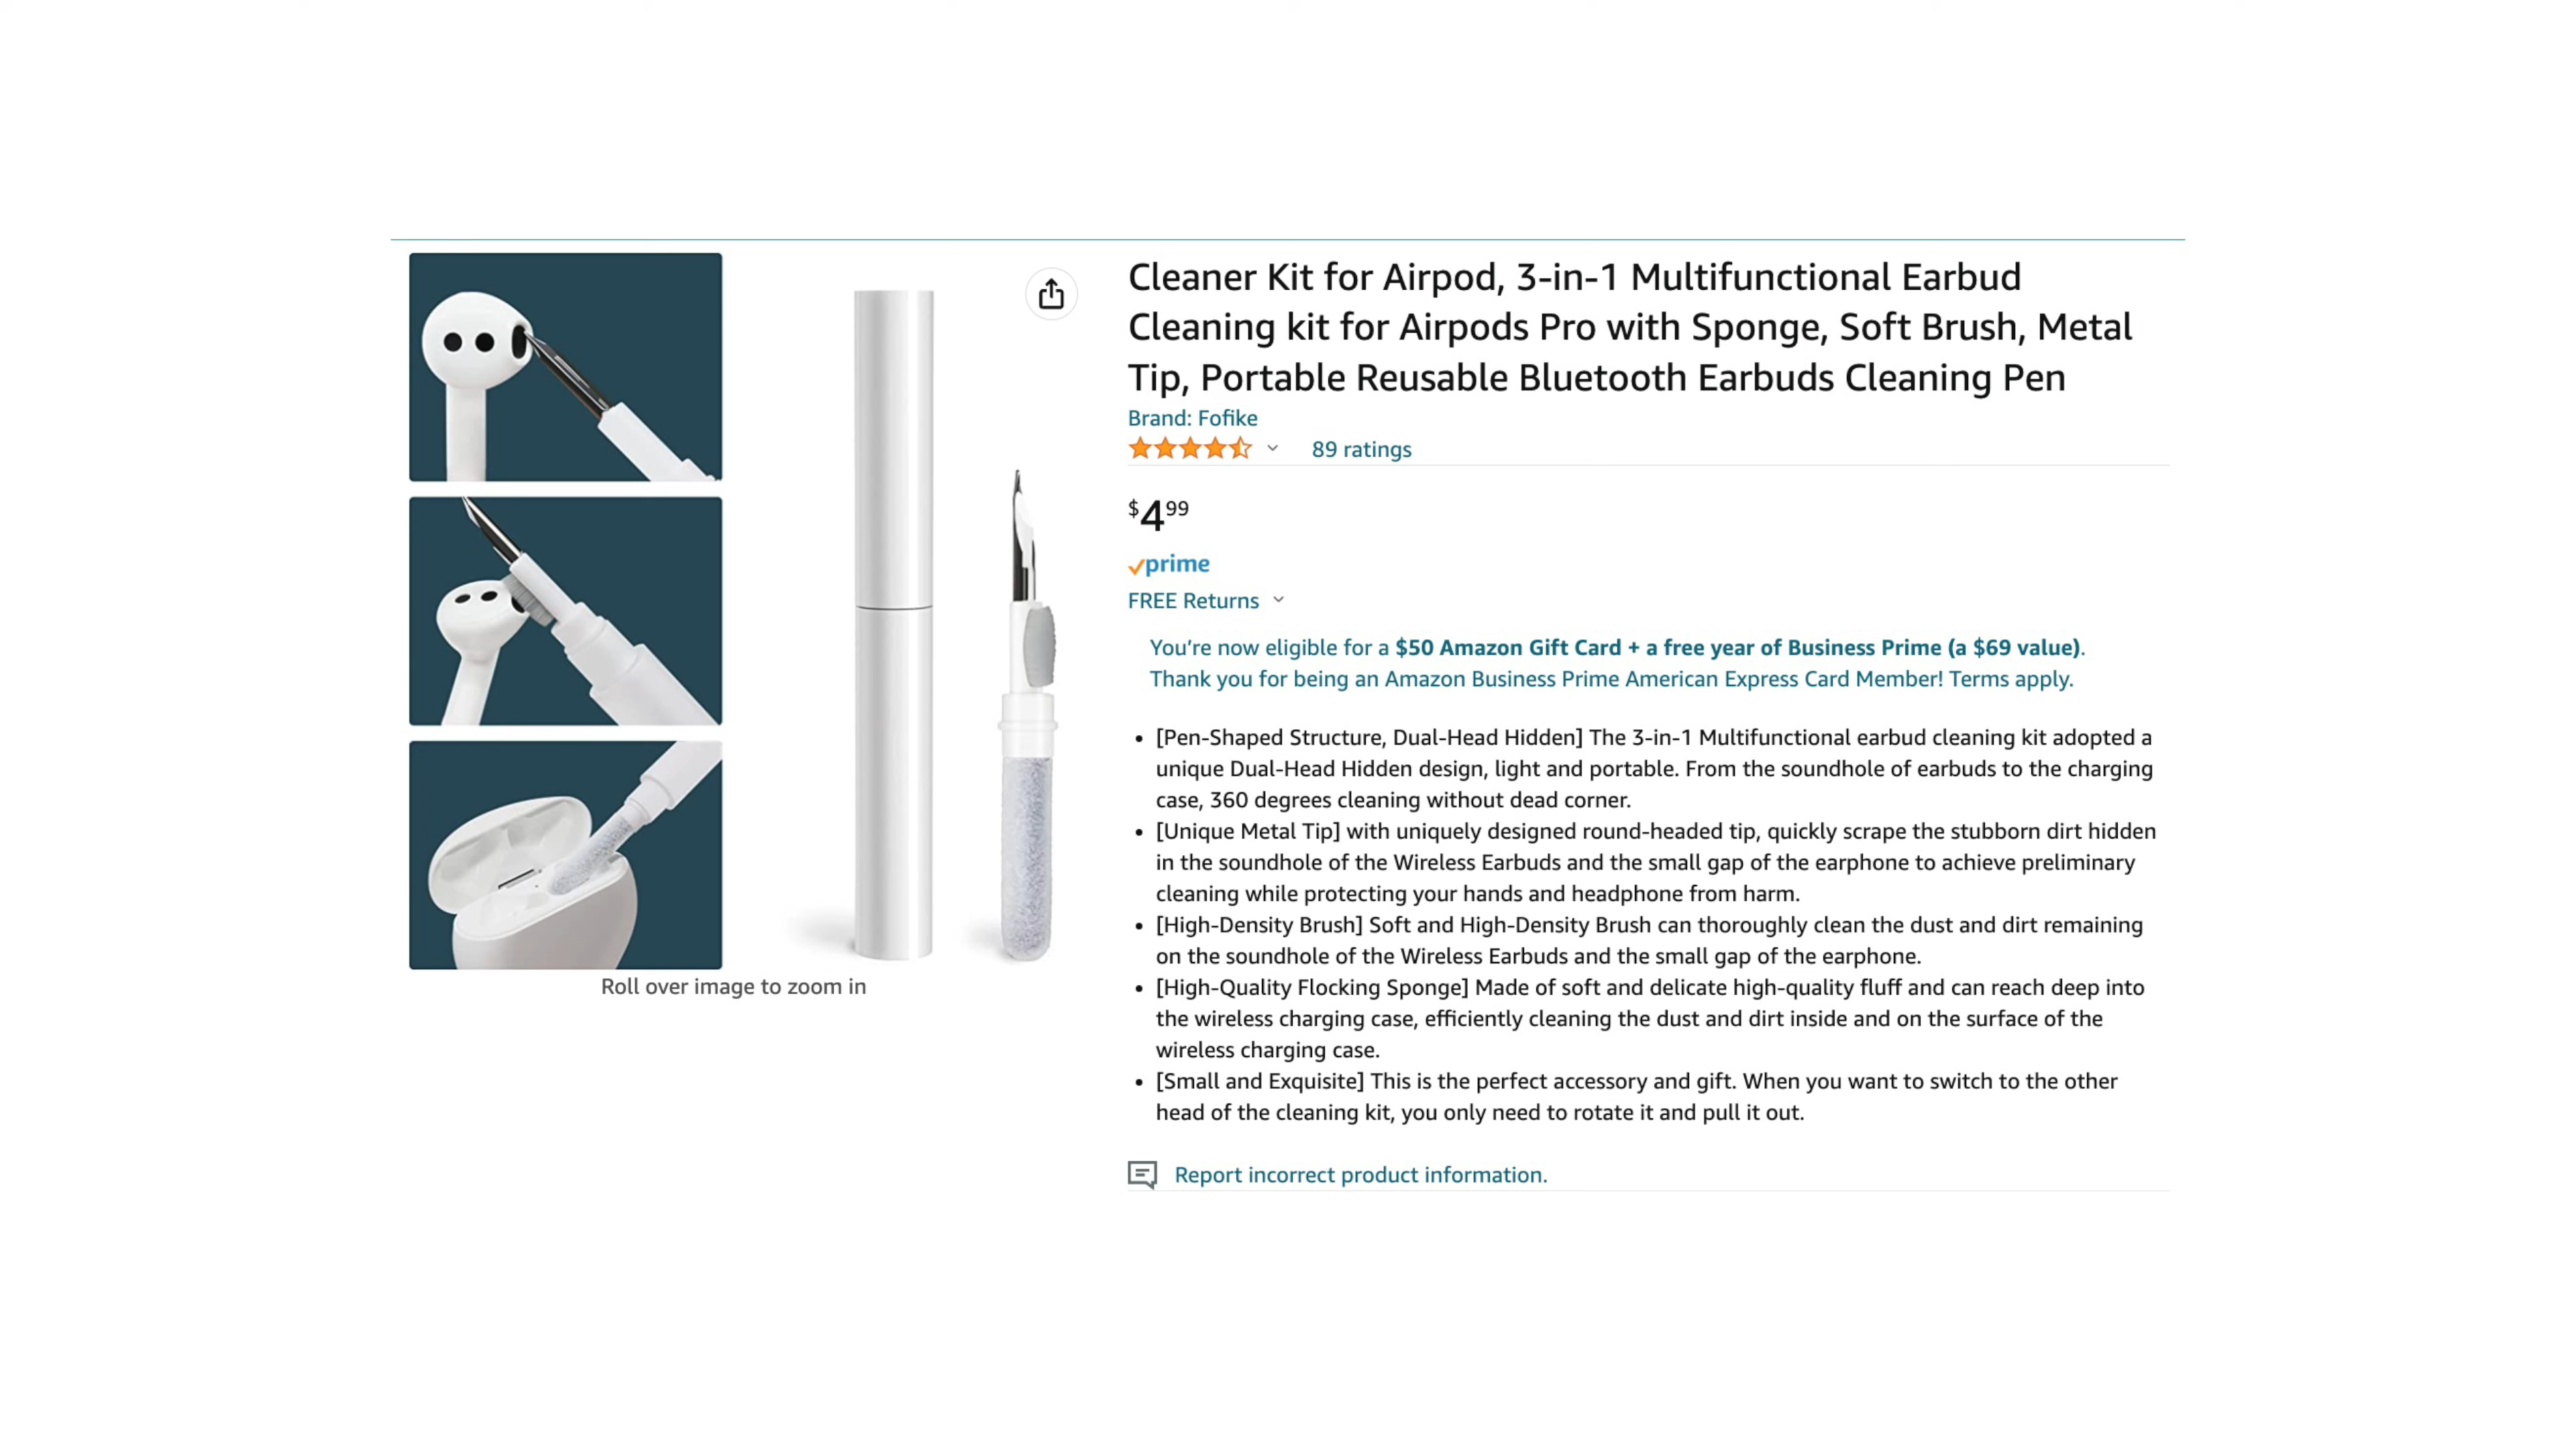 Cleaner Kit for Airpod, 3-in-1 Multifunctional Earbud
Cleaning kit for Airpods Pro with Sponge, Soft Brush, Metal
Tip, Portable Reusable Bluetooth Earbuds Cleaning Pen
Brand: Fofike
89 ratings
$4.99
prime
FREE Returns
You're now eligible for a $50 Amazon Gift Card + a free year of Business Prime (a $69 value).
Thank you for being an Amazon Business Prime American Express Card Member! Terms apply.
• [Pen-Shaped Structure, Dual-Head Hidden] The 3-in-1 Multifunctional earbud cleaning kit adopted a
unique Dual-Head Hidden design, light and portable. From the soundhole of earbuds to the charging
case, 360 degrees cleaning without dead corner.
• [Unique Metal Tip] with uniquely designed round-headed tip, quickly scrape the stubborn dirt hidden
in the soundhole of the Wireless Earbuds and the small gap of the earphone to achieve preliminary
cleaning while protecting your hands and headphone from harm.
• [High-Density Brush] Soft and High-Density Brush can thoroughly clean the dust and dirt remaining
on the soundhole of the Wireless Earbuds and the small gap of the earphone.
• [High-Quality Flocking Sponge] Made of soft and delicate high-quality fluff and can reach deep into
the wireless charging case, efficiently cleaning the dust and dirt inside and on the surface of the
wireless charging case.
• [Small and Exquisite] This is the perfect accessory and gift. When you want to switch to the other
head of the cleaning kit, you only need to rotate it and pull it out.
Roll over image to zoom in
Report incorrect product information.